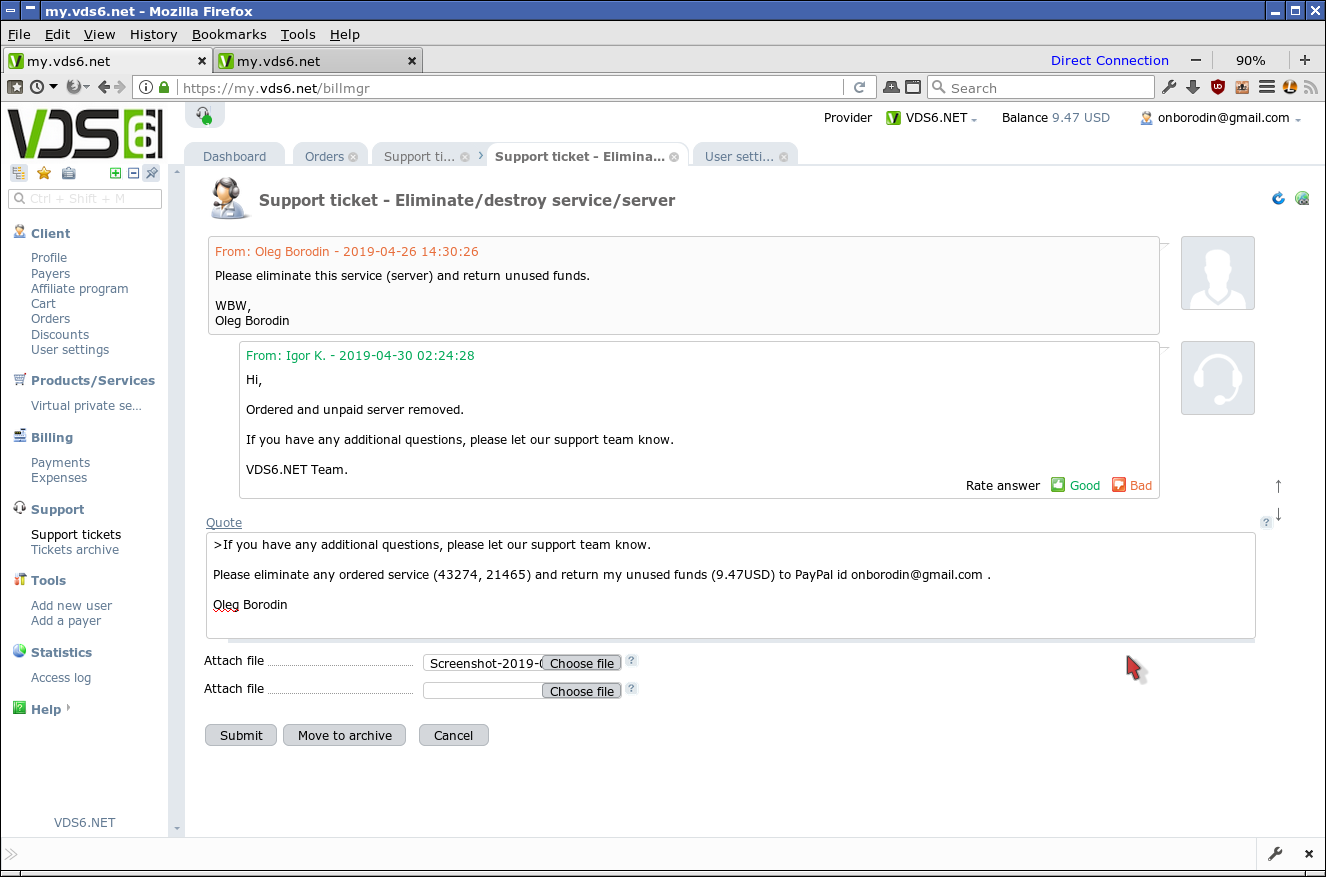 my.vds6.net - Mozilla Firefox
File Edit View History Bookmarks Tools Help
my.vds6.net
my.vds6.net
Direct Connection
90%
https://my.vds6.net/billmgr
Search
VDS6
Provider VDS6.NET Balance 9.47 USD onborodin@gmail.com
Dashboard Orders Support ti... Support ticket - Elimina... User setti...
Ctrl + Shift + M
Support ticket - Eliminate/destroy service/server
Client
Profile
Payers
Affiliate program
Cart
Orders
Discounts
User settings
Products/Services
Virtual private se...
Billing
Payments
Expenses
Support
Support tickets
Tickets archive
Tools
Add new user
Add a payer
Statistics
Access log
Help
VDS6.NET
From: Oleg Borodin - 2019-04-26 14:30:26
Please eliminate this service (server) and return unused funds.
WBW,
Oleg Borodin
From: Igor K. - 2019-04-30 02:24:28
Hi,
Ordered and unpaid server removed.
If you have any additional questions, please let our support team know.
VDS6.NET Team.
Rate answer Good Bad
Quote
?
>If you have any additional questions, please let our support team know.
Please eliminate any ordered service (43274, 21465) and return my unused funds (9.47USD) to PayPal id onborodin@gmail.com .
Oleg Borodin
Attach file Screenshot-2019-0 Choose file ?
Attach file Choose file ?
Submit Move to archive Cancel